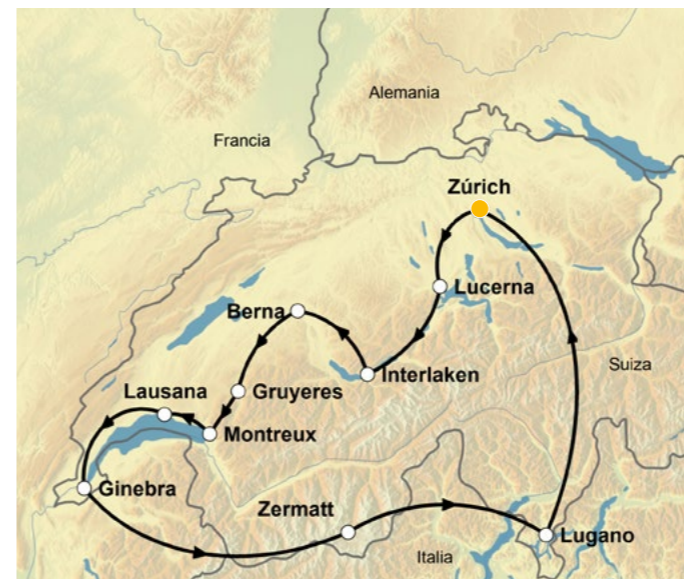 Alemania
Francia
Zúrich
Lucerna
Berna
Suiza
Interlaken
Lausana
Gruyeres
Montreux
Ginebra
Zermatt
Lugano
Italia